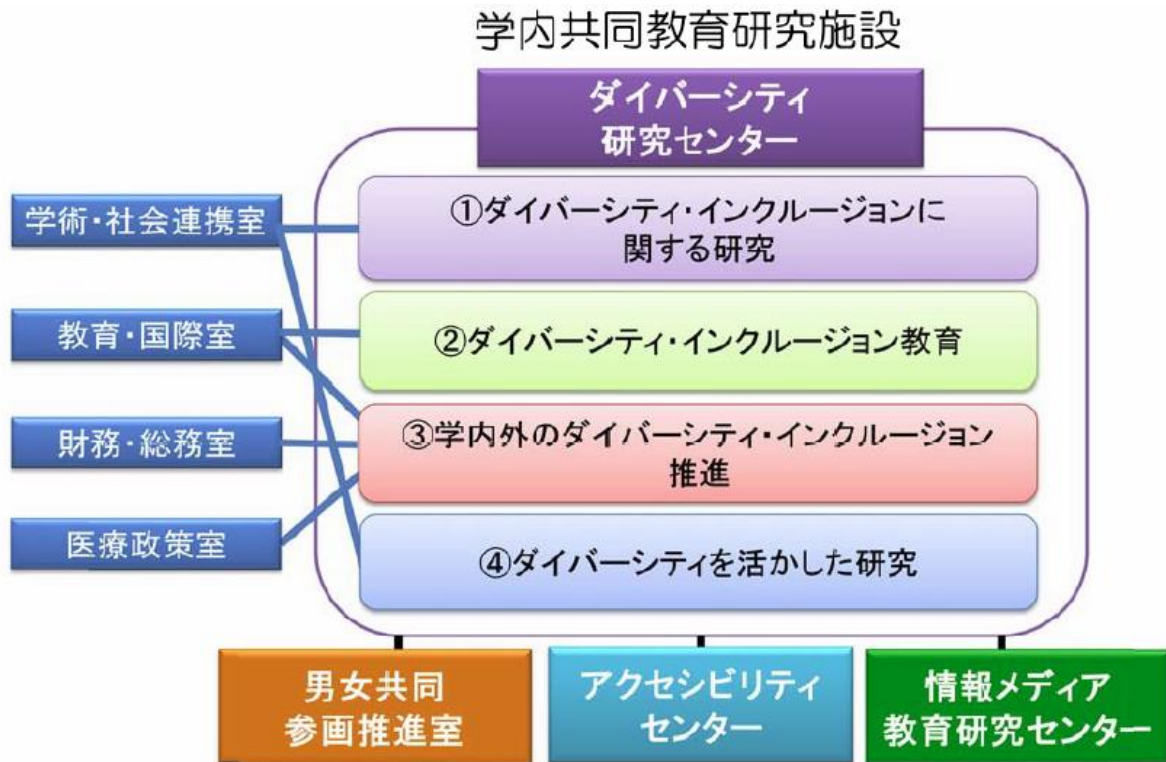 学内共同教育研究施設
ダイバーシティ
研究センター
学術・社会連携室
教育・国際室
財務・総務室
医療政策室
①ダイバーシティ・インクルージョンに
関する研究
②ダイバーシティ・インクルージョン教育
③学内外のダイバーシティ・インクルージョン
推進
④ダイバーシティを活かした研究
男女共同
参画推進室
アクセシビリティ
センター
情報メディア
教育研究センター